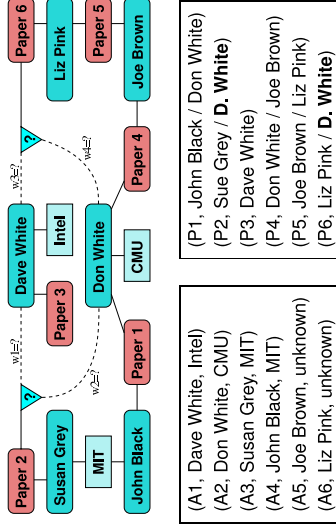 Paper 2
w1=?
w3=?
Paper 6
?
Dave White
?
Susan Grey
Paper 3
Intel
Liz Pink
MIT
w2=?
Don White
w4=?
Paper 5
John Black
Paper 1
CMU
Paper 4
Joe Brown
(A1, Dave White, Intel)
(A2, Don White, CMU)
(A3, Susan Grey, MIT)
(A4, John Black, MIT)
(A5, Joe Brown, unknown)
(A6, Liz Pink, unknown)
(P1, John Black / Don White)
(P2, Sue Grey / D. White)
(P3, Dave White)
(P4, Don White / Joe Brown)
(P5, Joe Brown / Liz Pink)
(P6, Liz Pink / D. White)